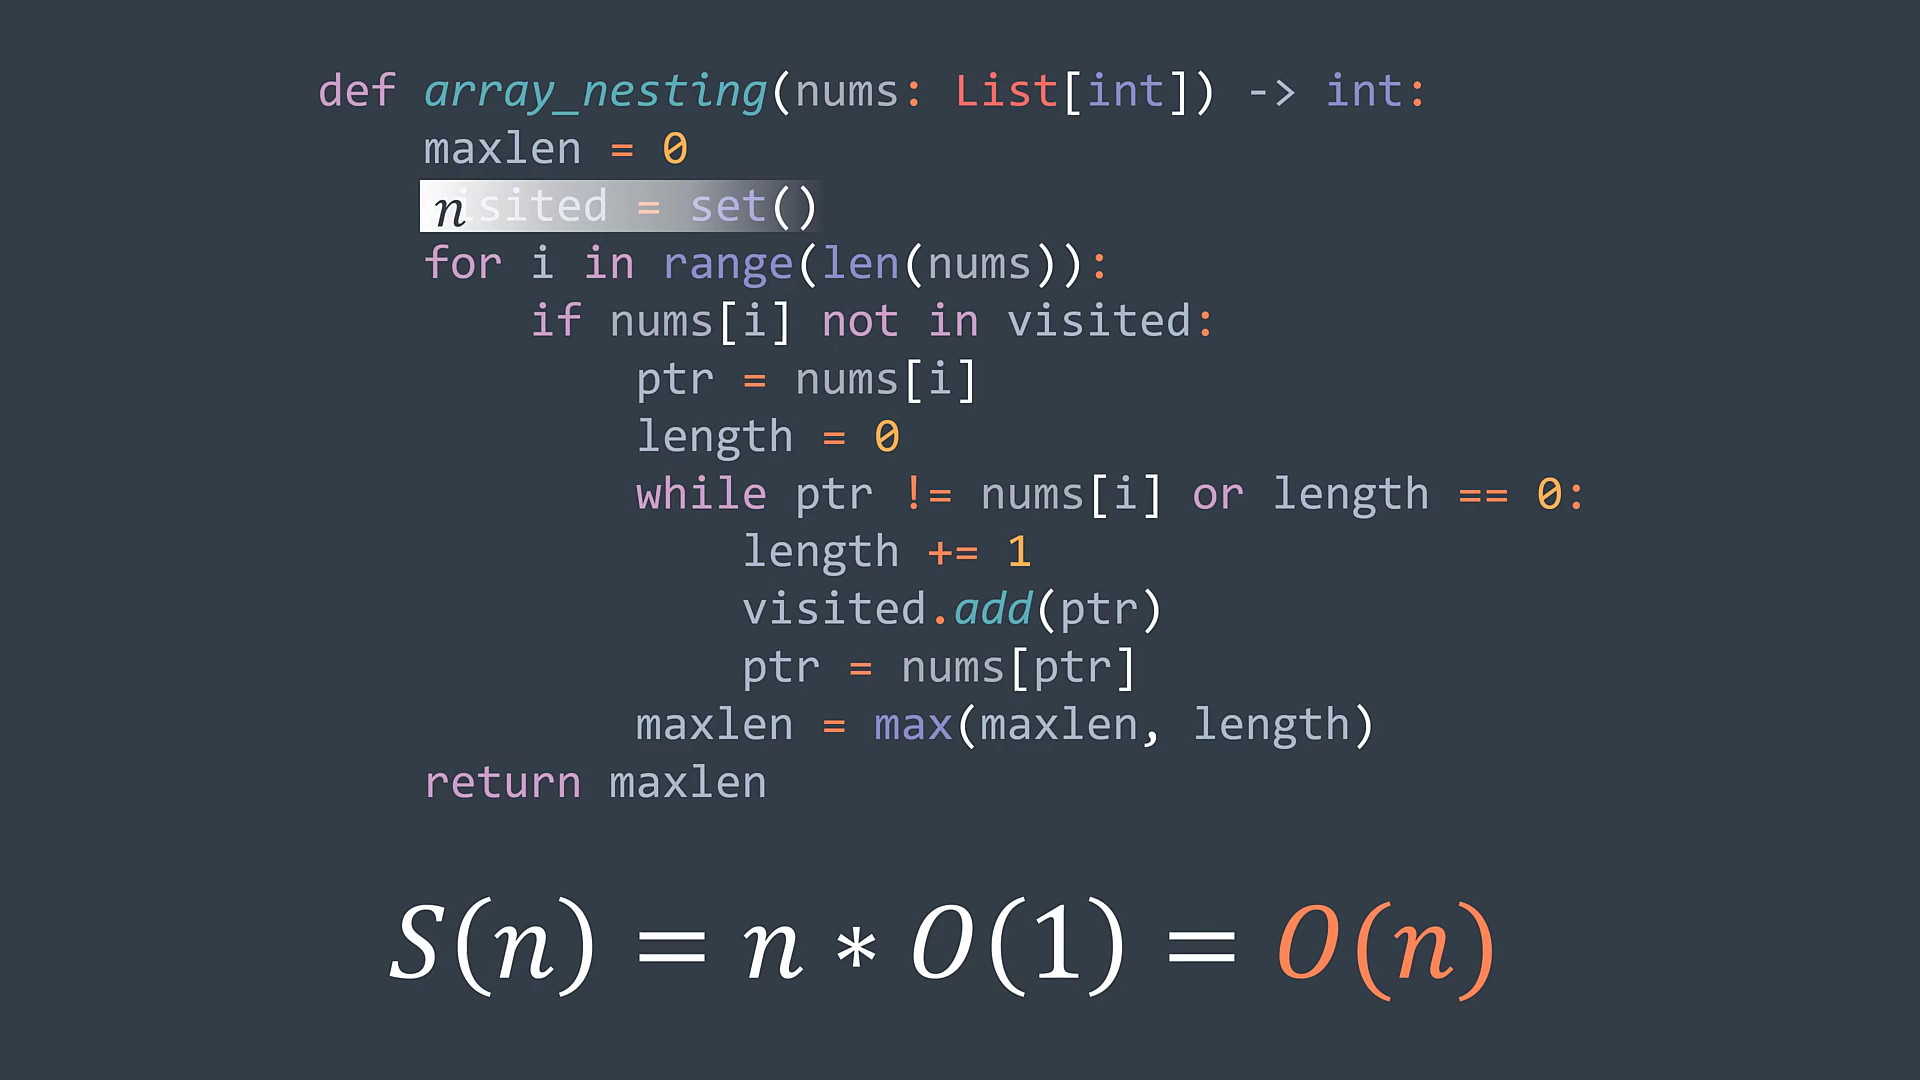 def array_nesting(nums: List[int]) -> int:
    maxlen = 0
    n isited = set()
    for i in range(len(nums)):
        if nums[i] not in visited:
            ptr = nums[i]
            length = 0
            while ptr != nums[i] or length == 0:
                length += 1
                visited.add(ptr)
                ptr = nums[ptr]
            maxlen = max(maxlen, length)
    return maxlen
S(n) = n * O(1) = O(n)